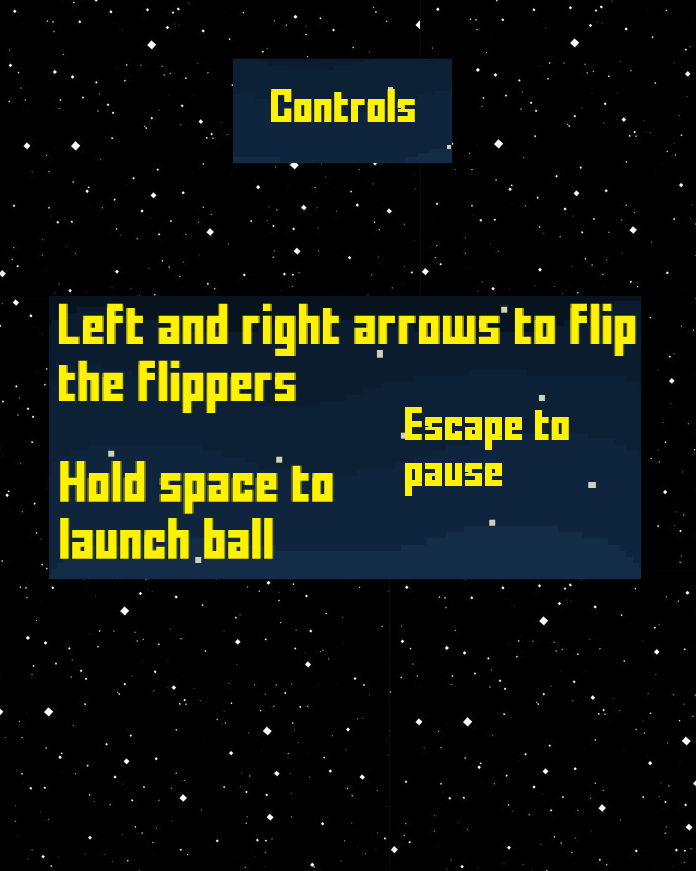 Controls
Left and right arrows to flip
the flippers
Escape to
pause
Hold space to
launch ball